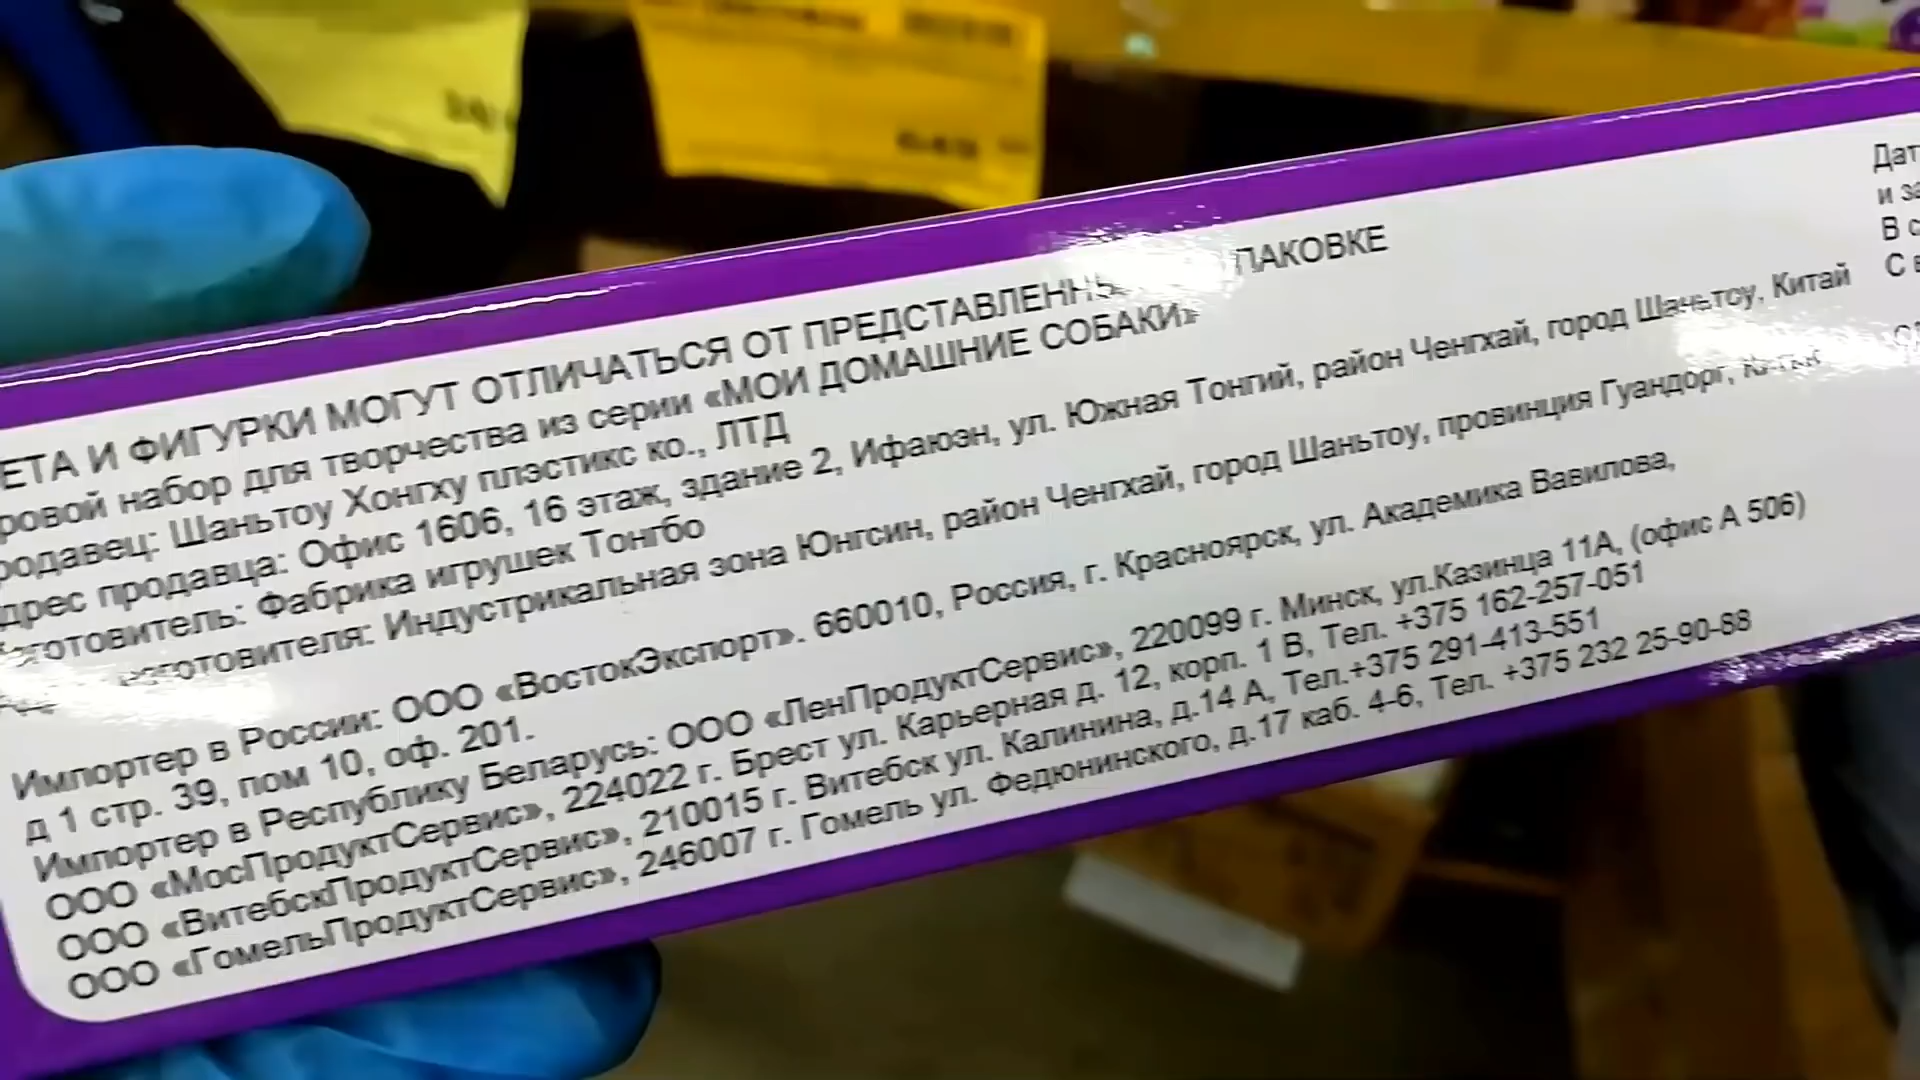 ЕТА И ФИГУРКИ МОГУТ ОТЛИЧАТЬСЯ ОТ ПРЕДСТАВЛЕНН ПАКОВКЕ
ровой набор для творчества из серии «МОИ ДОМАШНИЕ СОБАКИ»
родавец: Шаньтоу Хонгху плэстикс ко., ЛТД
дрес продавца: Офис 1606, 16 этаж, здание 2, Ифаюэн, ул. Южная Тонгий, район Ченгхай, город Шаньтоу, Китай
готовитель: Фабрика игрушек Тонгбо
изготовителя: Индустрикальная зона Юнгсин, район Ченгхай, город Шаньтоу, провинция Гуандорг, Китай
Импортер в России: ООО «ВостокЭкспорт». 660010, Россия, г. Красноярск, ул. Академика Вавилова,
д 1 стр. 39, пом 10, оф. 201.
Импортер в Республику Беларусь: ООО «ЛенПродуктСервис», 220099 г. Минск, ул.Казинца 11А, (офис А 506)
ООО «МосПродуктСервис», 224022 г. Брест ул. Карьерная д. 12, корп. 1 В, Тел. +375 162-257-051
ООО «ВитебскПродуктСервис», 210015 г. Витебск ул. Калинина, д.14 А, Тел.+375 291-413-551
ООО «ГомельПродуктСервис», 246007 г. Гомель ул. Федюнинского, д.17 каб. 4-6, Тел. +375 232 25-90-88
Дат
и за
В с
С в